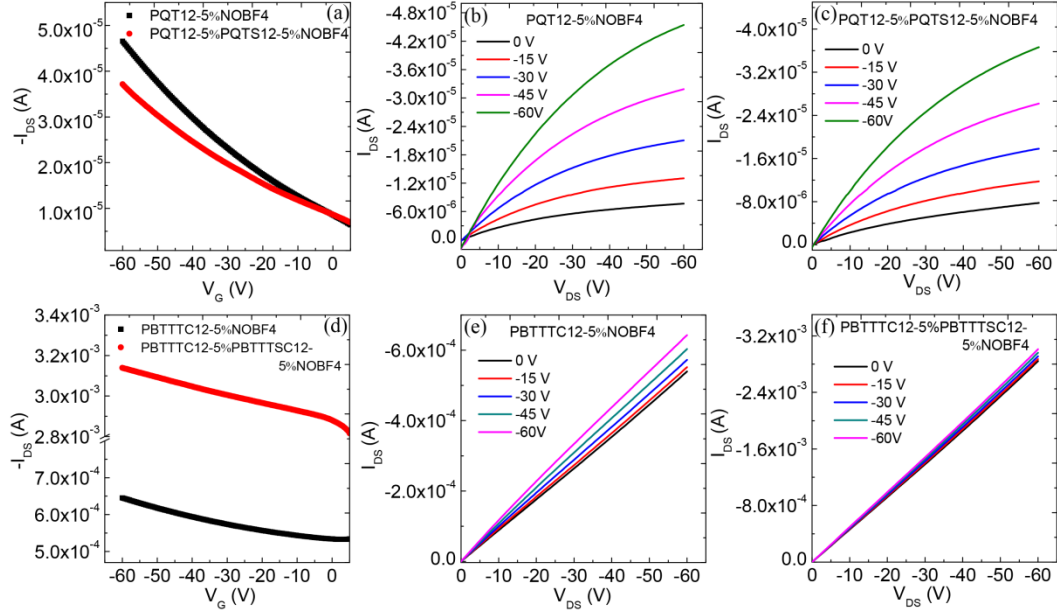 (a)
PQT12-5%NOBF4
PQT12-5%PQTS12-5%NOBF4
5.0x10⁻⁵
4.0x10⁻⁵
3.0x10⁻⁵
2.0x10⁻⁵
1.0x10⁻⁵
-I_DS (A)
-60 -50 -40 -30 -20 -10 0
V_G (V)
(b)
PQT12-5%NOBF4
0 V
-15 V
-30 V
-45 V
-60V
-4.8x10⁻⁵
-4.2x10⁻⁵
-3.6x10⁻⁵
-3.0x10⁻⁵
-2.4x10⁻⁵
-1.8x10⁻⁵
-1.2x10⁻⁵
-6.0x10⁻⁶
0.0
I_DS (A)
0 -10 -20 -30 -40 -50 -60
V_DS (V)
(c)
PQT12-5%PQTS12-5%NOBF4
0 V
-15 V
-30 V
-45 V
-60V
-4.0x10⁻⁵
-3.2x10⁻⁵
-2.4x10⁻⁵
-1.6x10⁻⁵
-8.0x10⁻⁶
0.0
I_DS (A)
0 -10 -20 -30 -40 -50 -60
V_DS (V)
(d)
PBTTTC12-5%NOBF4
PBTTTC12-5%PBTTTSC12-
5%NOBF4
3.4x10⁻³
3.2x10⁻³
3.0x10⁻³
2.8x10⁻³
6.0x10⁻⁴
5.0x10⁻⁴
-I_DS (A)
-60 -50 -40 -30 -20 -10 0
V_G (V)
(e)
PBTTTC12-5%NOBF4
0 V
-15 V
-30 V
-45 V
-60V
-6.0x10⁻⁴
-4.0x10⁻⁴
-2.0x10⁻⁴
0.0
I_DS (A)
0 -10 -20 -30 -40 -50 -60
V_DS (V)
(f)
PBTTTC12-5%PBTTTSC12-
5%NOBF4
0 V
-15 V
-30 V
-45 V
-60V
-3.2x10⁻³
-2.4x10⁻³
-1.6x10⁻³
-8.0x10⁻⁴
0.0
I_DS (A)
0 -10 -20 -30 -40 -50 -60
V_DS (V)